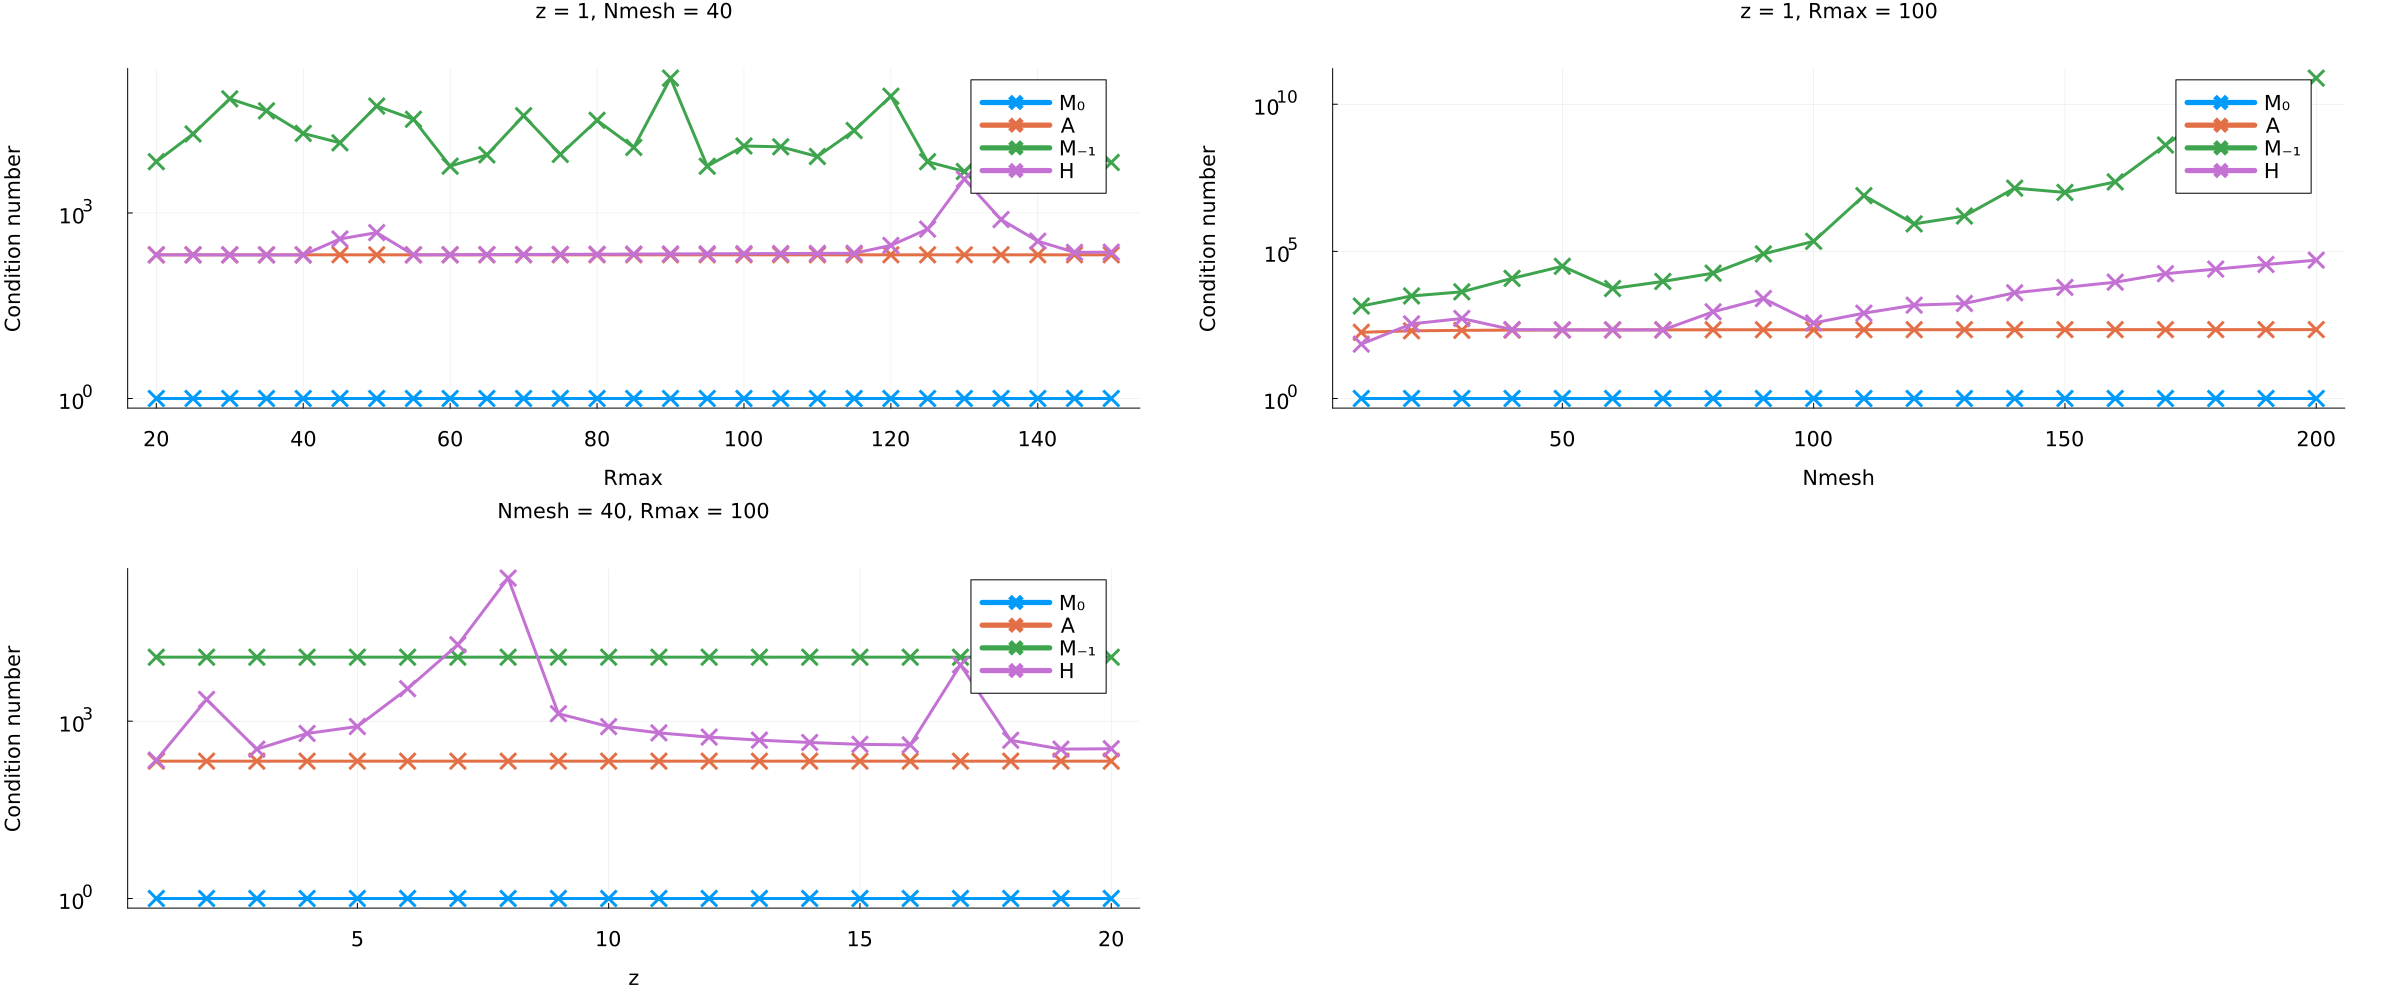 z = 1, Nmesh = 40
Condition number
10³
10⁰
20 40 60 80 100 120 140
Rmax
M₀
A
M₋₁
H
z = 1, Rmax = 100
Condition number
10¹⁰
10⁵
10⁰
50 100 150 200
Nmesh
M₀
A
M₋₁
H
Nmesh = 40, Rmax = 100
Condition number
10³
10⁰
5 10 15 20
z
M₀
A
M₋₁
H